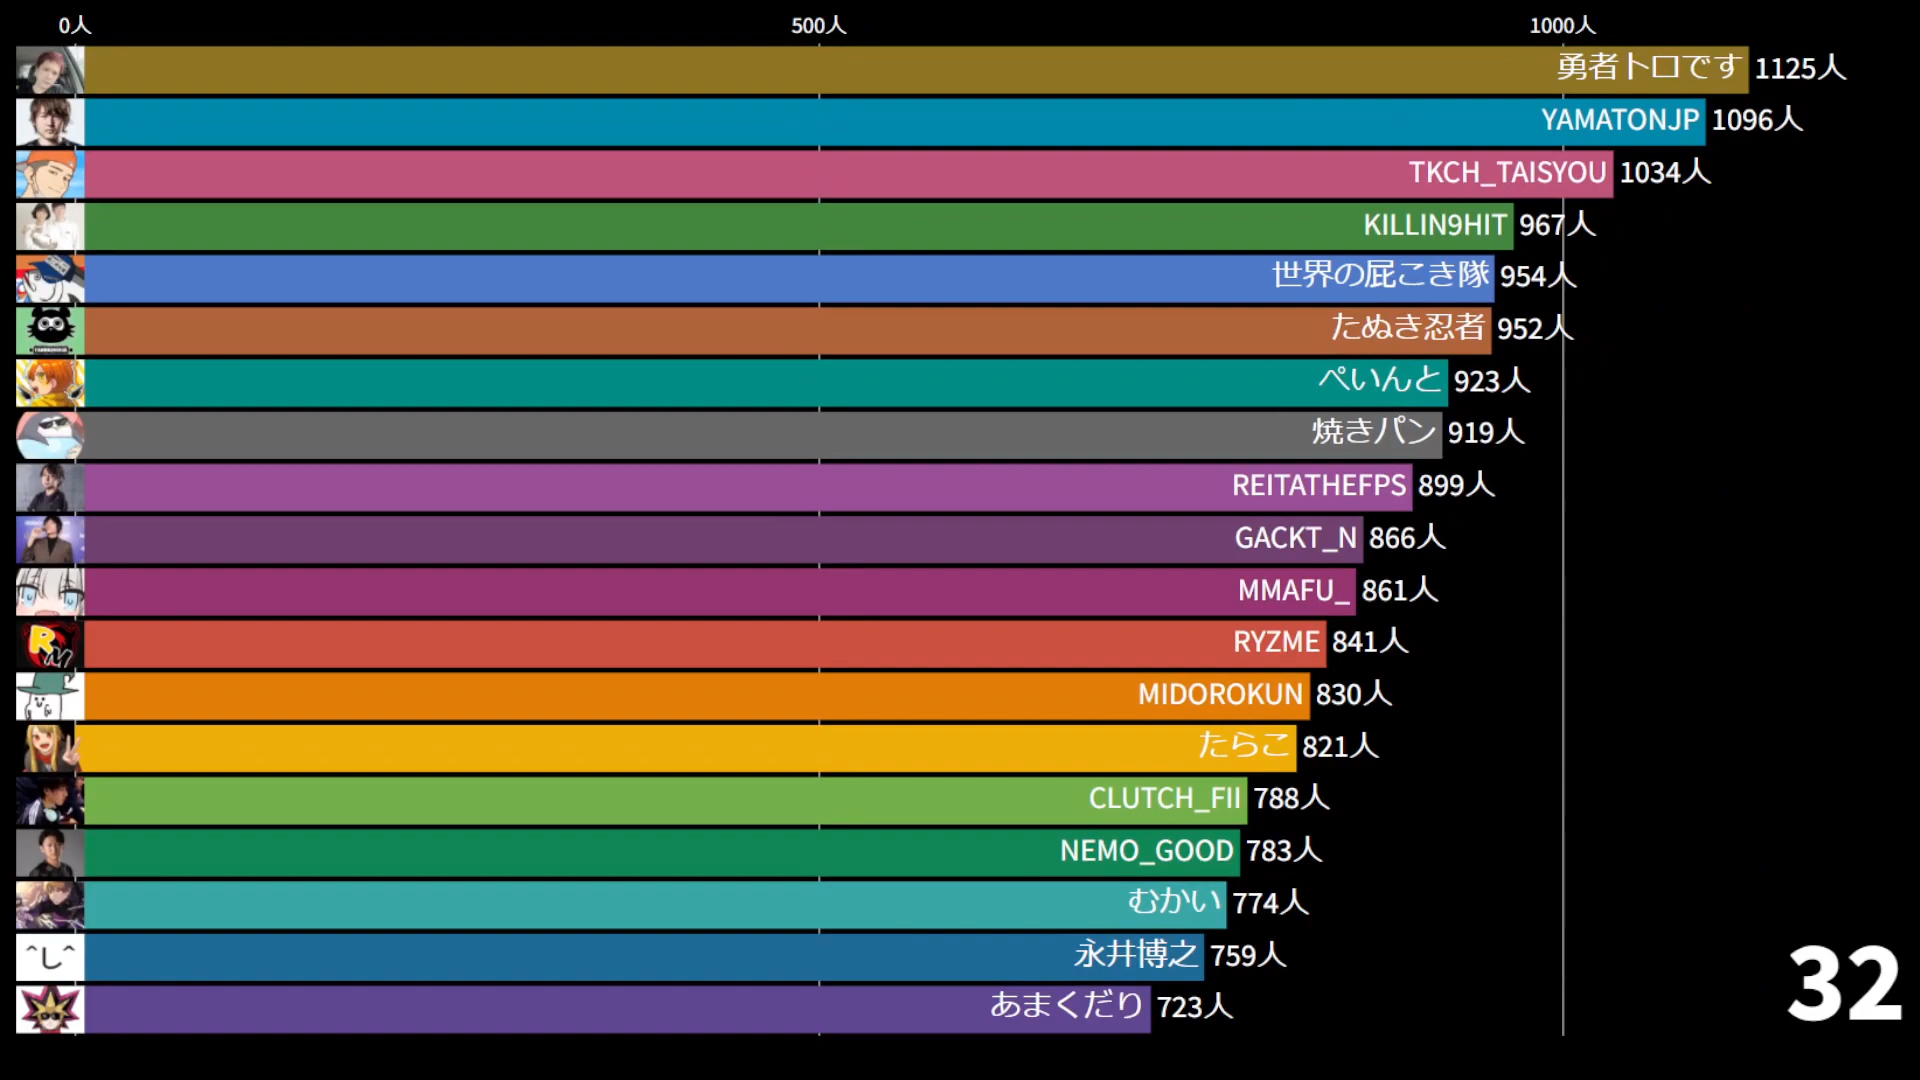 0人 500人 1000人
勇者トロです 1125人
YAMATONJP 1096人
TKCH_TAISYOU 1034人
KILLIN9HIT 967人
世界の屁こき隊 954人
たぬき忍者 952人
ぺいんと 923人
焼きパン 919人
REITATHEFPS 899人
GACKT_N 866人
MMAFU_ 861人
RM RYZME 841人
MIDOROKUN 830人
たらこ 821人
CLUTCH_FII 788人
NEMO_GOOD 783人
むかい 774人
^し^ 永井博之 759人
あまくだり 723人
32